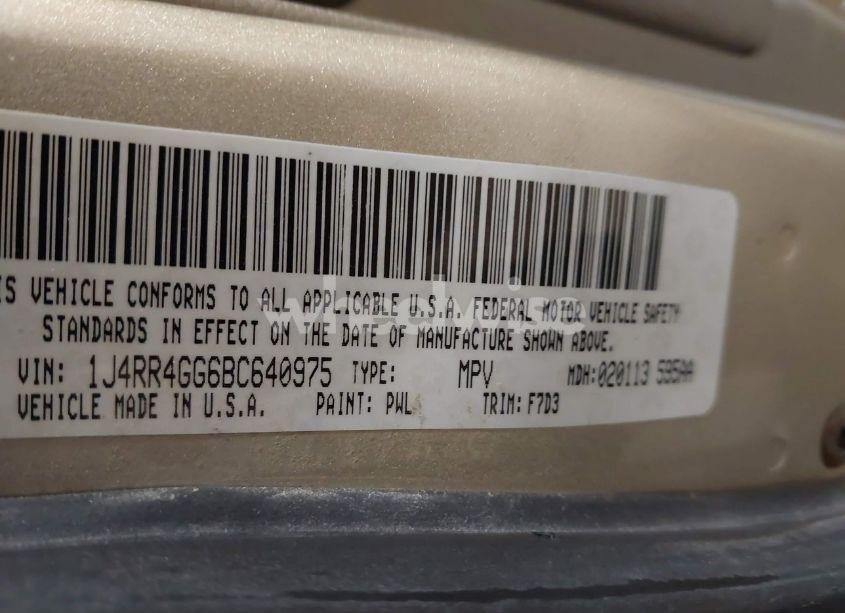 IS VEHICLE CONFORMS TO ALL APPLICABLE U.S.A. FEDERAL MOTOR VEHICLE SAFETY
STANDARDS IN EFFECT ON THE DATE OF MANUFACTURE SHOWN ABOVE.
wheelwise
VIN: 1J4RR4GG6BC640975 TYPE: MPV MDH:020113 595AA
VEHICLE MADE IN U.S.A. PAINT: PWL TRIM: F7D3